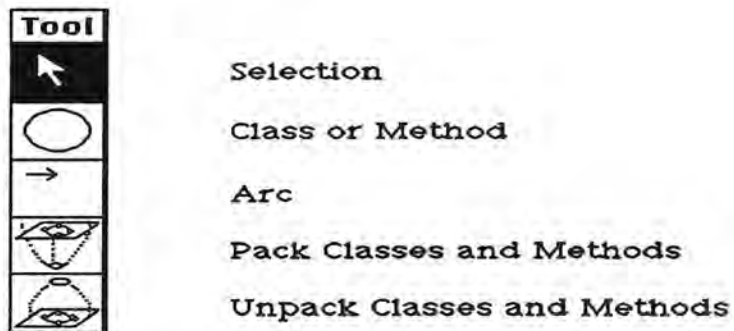 Tool
Selection
Class or Method
Arc
Pack Classes and Methods
Unpack Classes and Methods